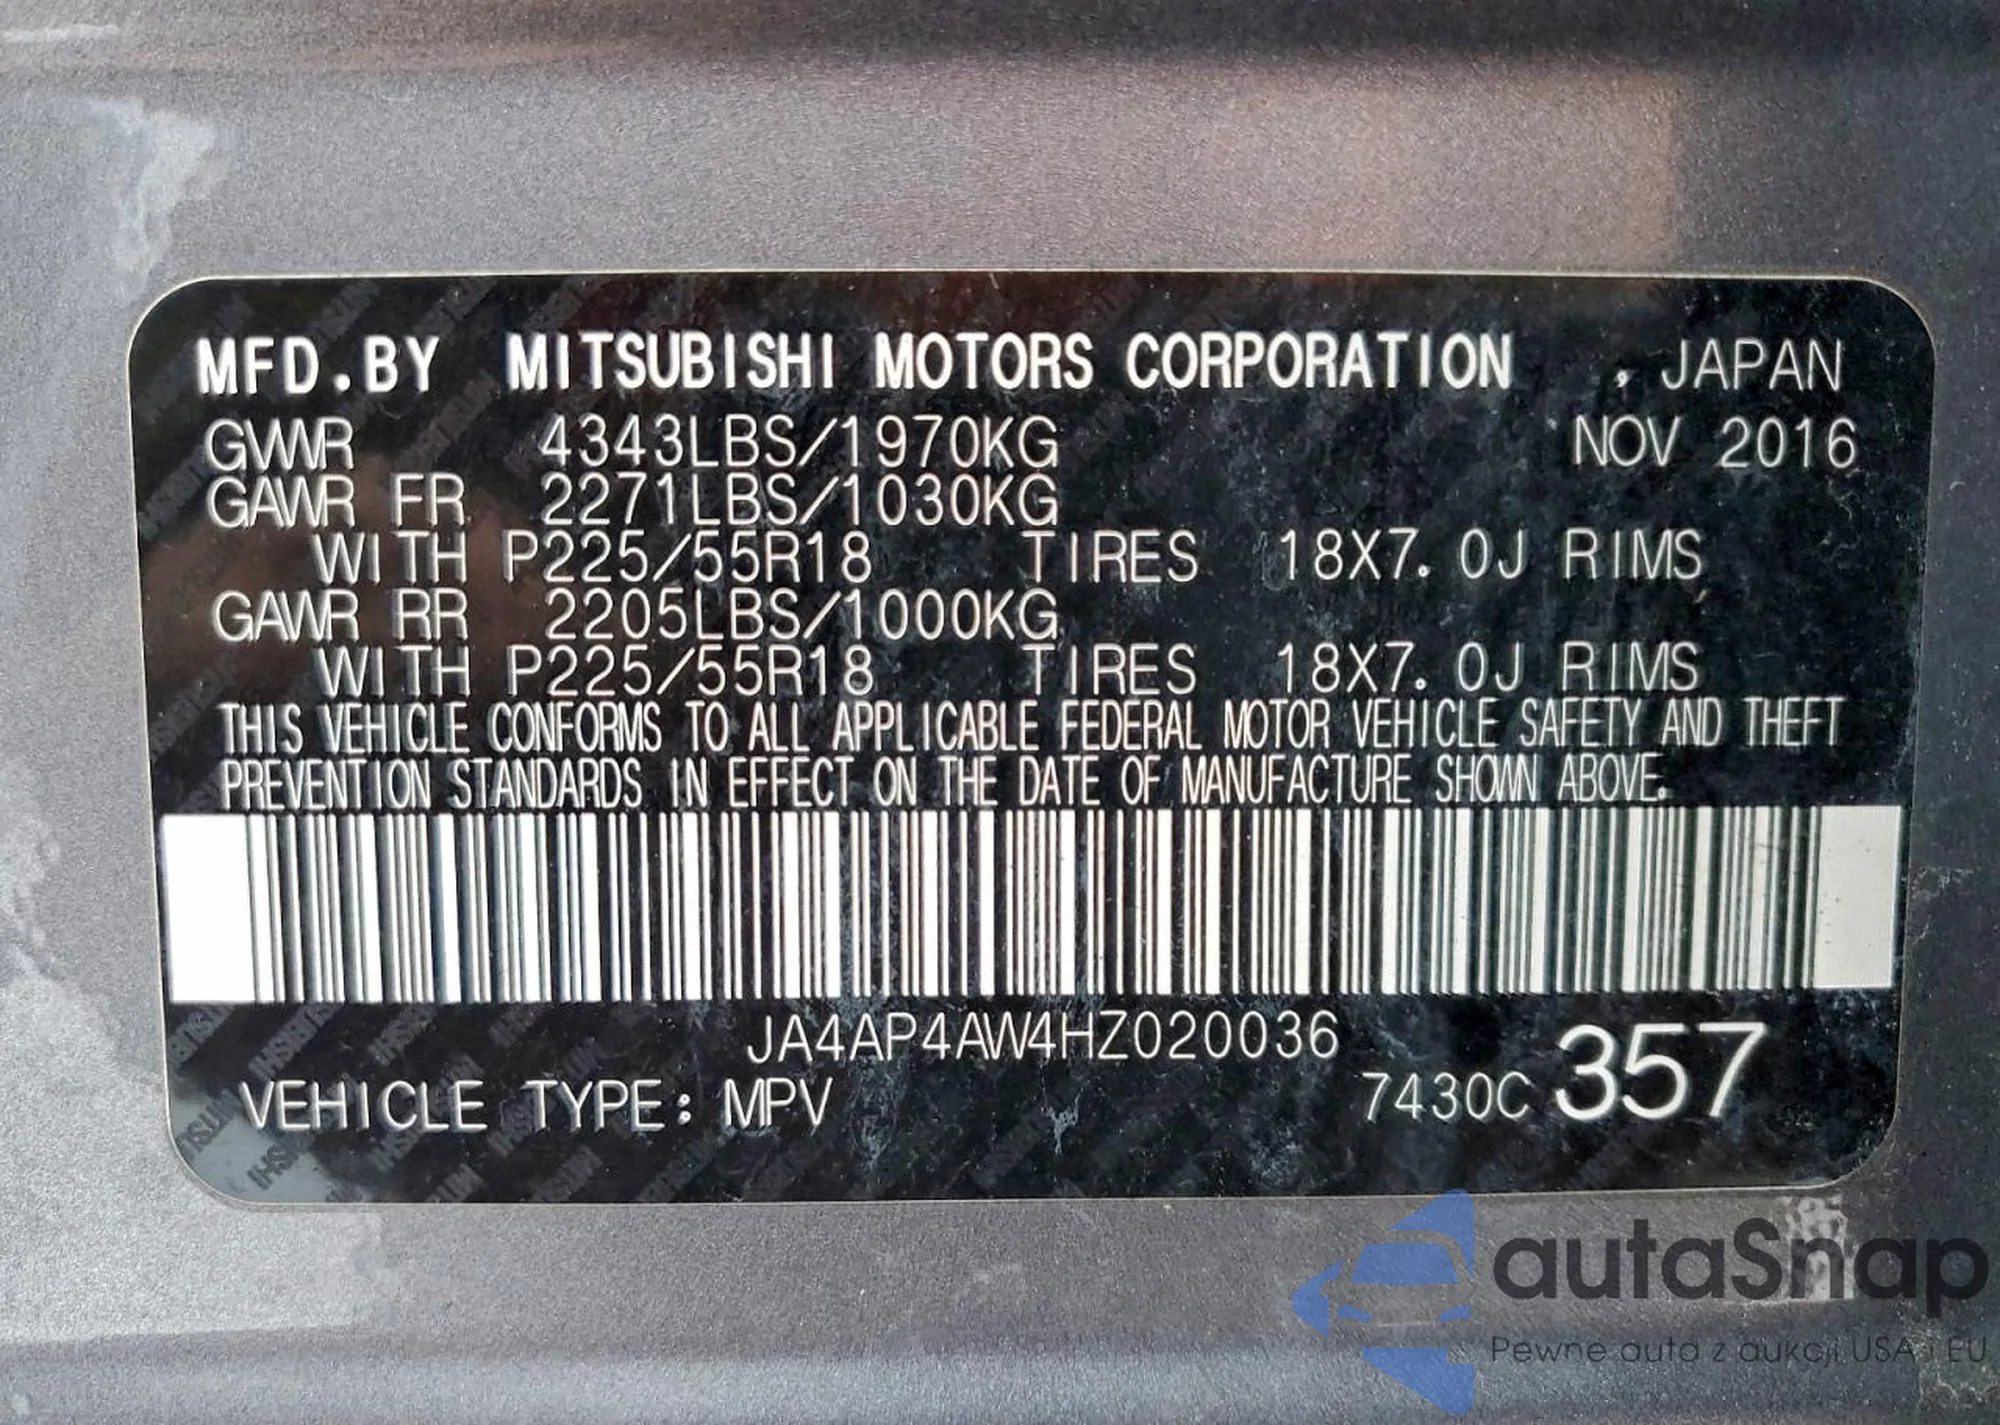 MFD.BY MITSUBISHI MOTORS CORPORATION , JAPAN
GVWR 4343LBS/1970KG NOV 2016
GAWR FR 2271LBS/1030KG
WITH P225/55R18 TIRES 18X7.0J RIMS
GAWR RR 2205LBS/1000KG
WITH P225/55R18 TIRES 18X7.0J RIMS
THIS VEHICLE CONFORMS TO ALL APPLICABLE FEDERAL MOTOR VEHICLE SAFETY AND THEFT
PREVENTION STANDARDS IN EFFECT ON THE DATE OF MANUFACTURE SHOWN ABOVE.
JA4AP4AW4HZ020036
VEHICLE TYPE: MPV 7430C 357
autaSnap
Pewne auta z aukcji USA i EU